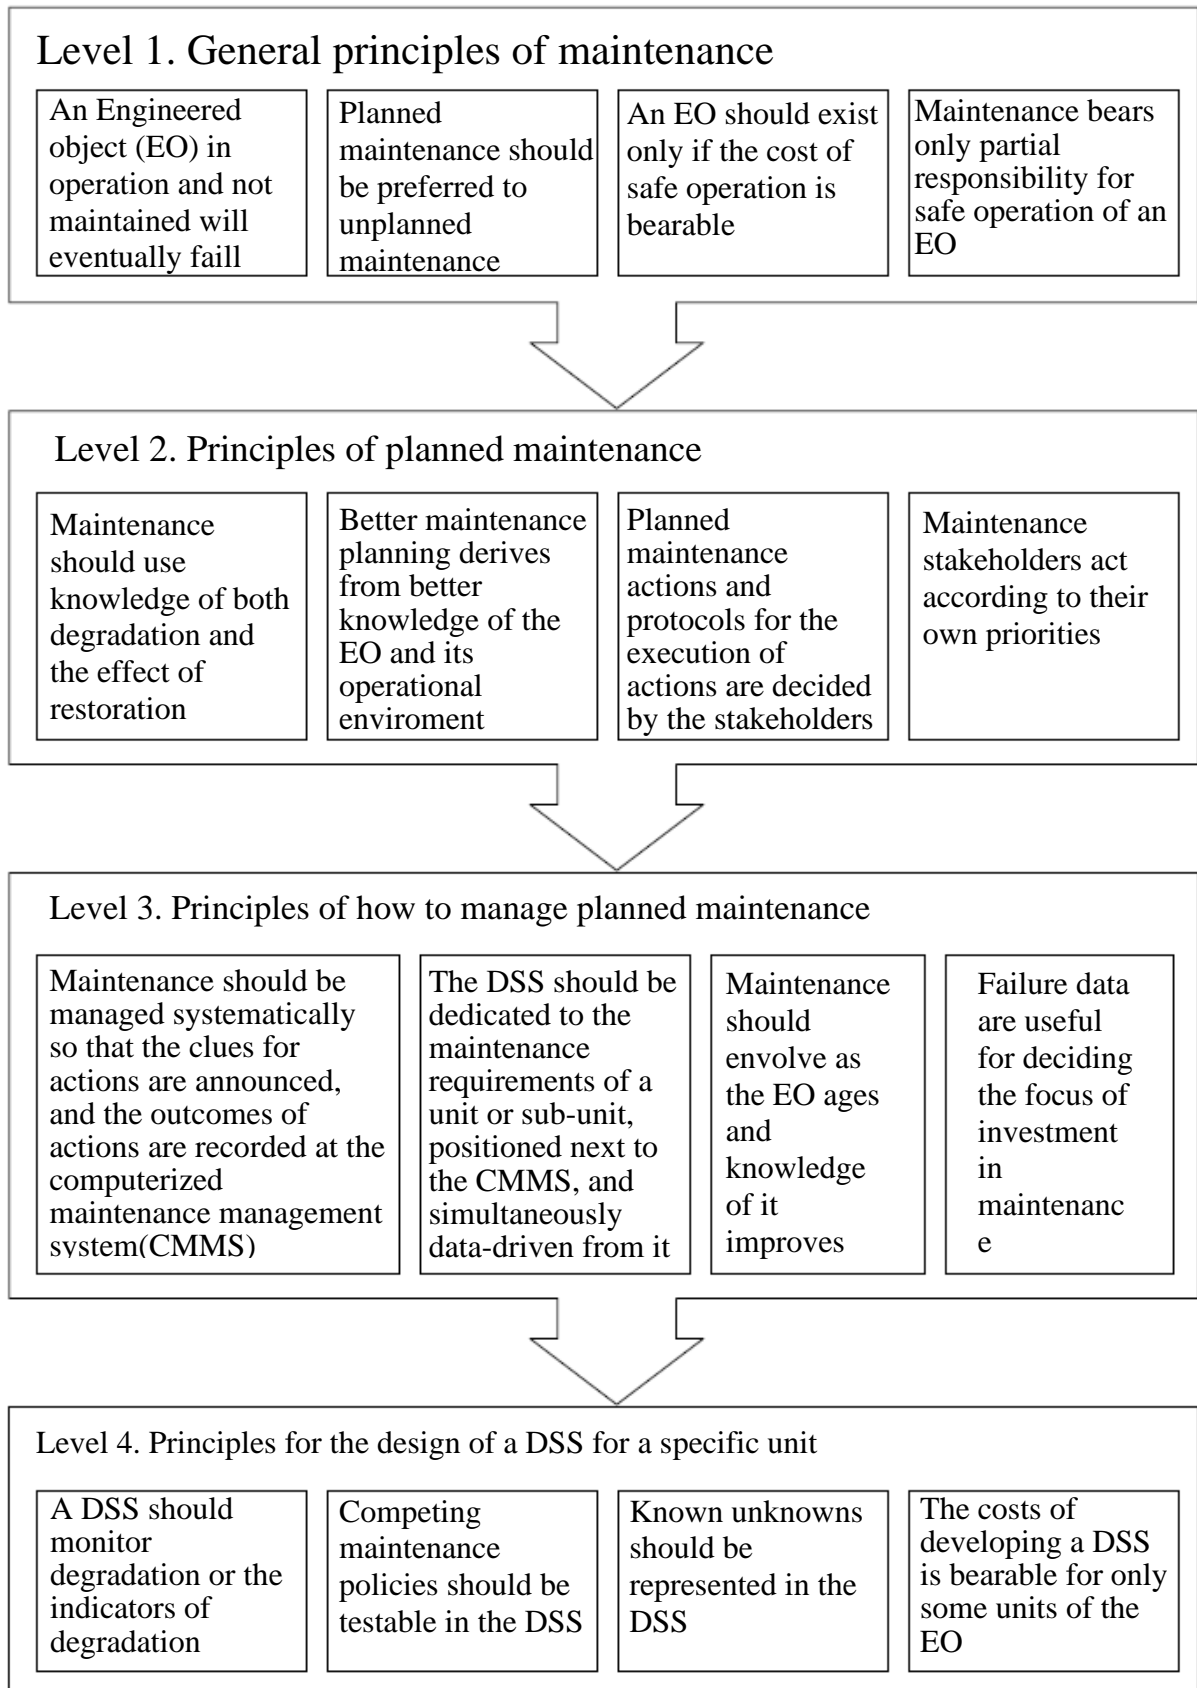 Level 1. General principles of maintenance
An Engineered
object (EO) in
operation and not
maintained will
eventually faill
Planned
maintenance should
be preferred to
unplanned
maintenance
An EO should exist
only if the cost of
safe operation is
bearable
Maintenance bears
only partial
responsibility for
safe operation of an
EO
Level 2. Principles of planned maintenance
Maintenance
should use
knowledge of both
degradation and
the effect of
restoration
Better maintenance
planning derives
from better
knowledge of the
EO and its
operational
enviroment
Planned
maintenance
actions and
protocols for the
execution of
actions are decided
by the stakeholders
Maintenance
stakeholders act
according to their
own priorities
Level 3. Principles of how to manage planned maintenance
Maintenance should be
managed systematically
so that the clues for
actions are announced,
and the outcomes of
actions are recorded at the
computerized
maintenance management
system(CMMS)
The DSS should be
dedicated to the
maintenance
requirements of a
unit or sub-unit,
positioned next to
the CMMS, and
simultaneously
data-driven from it
Maintenance
should
envolve as
the EO ages
and
knowledge
of it
improves
Failure data
are useful
for deciding
the focus of
investment
in
maintenanc
e
Level 4. Principles for the design of a DSS for a specific unit
A DSS should
monitor
degradation or the
indicators of
degradation
Competing
maintenance
policies should be
testable in the DSS
Known unknowns
should be
represented in the
DSS
The costs of
developing a DSS
is bearable for only
some units of the
EO